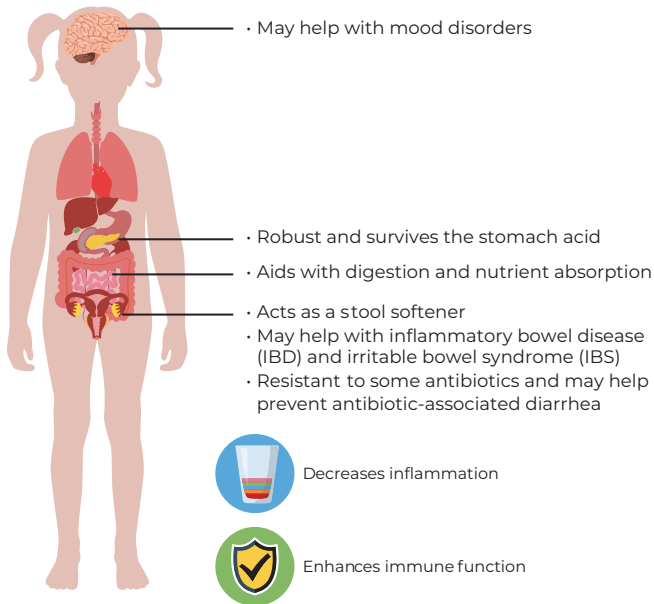 · May help with mood disorders
· Robust and survives the stomach acid
· Aids with digestion and nutrient absorption
· Acts as a stool softener
· May help with inflammatory bowel disease
(IBD) and irritable bowel syndrome (IBS)
· Resistant to some antibiotics and may help
prevent antibiotic-associated diarrhea
Decreases inflammation
Enhances immune function